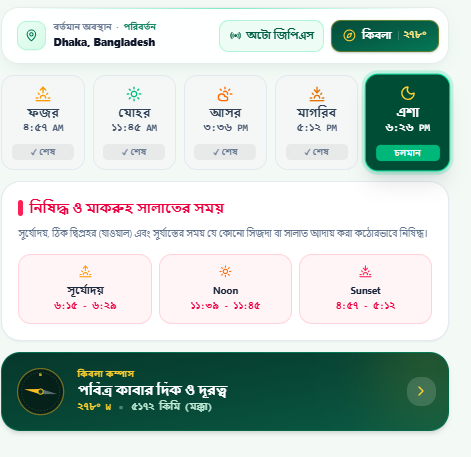 বর্তমান অবস্থান · পরিবর্তন
Dhaka, Bangladesh
অটো জিপিএস
কিবলা | ২৭৮°
ফজর
৪:৫৭ AM
✓ শেষ
যোহর
১১:৪৫ AM
✓ শেষ
আসর
৩:৩৬ PM
✓ শেষ
মাগরিব
৫:১২ PM
✓ শেষ
এশা
৬:২৬ PM
চলমান
নিষিদ্ধ ও মাকরুহ সালাতের সময়
সূর্যোদয়, ঠিক দ্বিপ্রহর (যাওয়াল) এবং সূর্যাস্তের সময় যে কোনো সিজদা বা সালাত আদায় করা কঠোরভাবে নিষিদ্ধ।
সূর্যোদয়
৬:১৫ - ৬:২৯
Noon
১১:৩৯ - ১১:৪৫
Sunset
৪:৫৭ - ৫:১২
কিবলা কম্পাস
পবিত্র কাবার দিক ও দূরত্ব
২৭৮° W • ৫১৭২ কিমি (মক্কা)